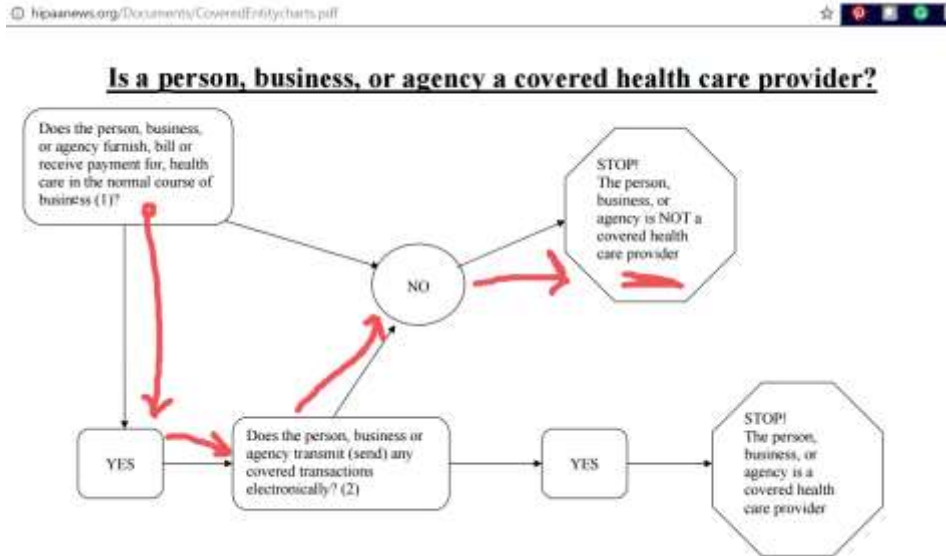 hipaanews.org/Documents/CoveredEntitycharts.pdf
Is a person, business, or agency a covered health care provider?
Does the person, business,
or agency furnish, bill or
receive payment for, health
care in the normal course of
business (1)?
STOP!
The person,
business, or
agency is NOT a
covered health
care provider
NO
YES
Does the person, business or
agency transmit (send) any
covered transactions
electronically? (2)
YES
STOP!
The person,
business, or
agency is a
covered health
care provider